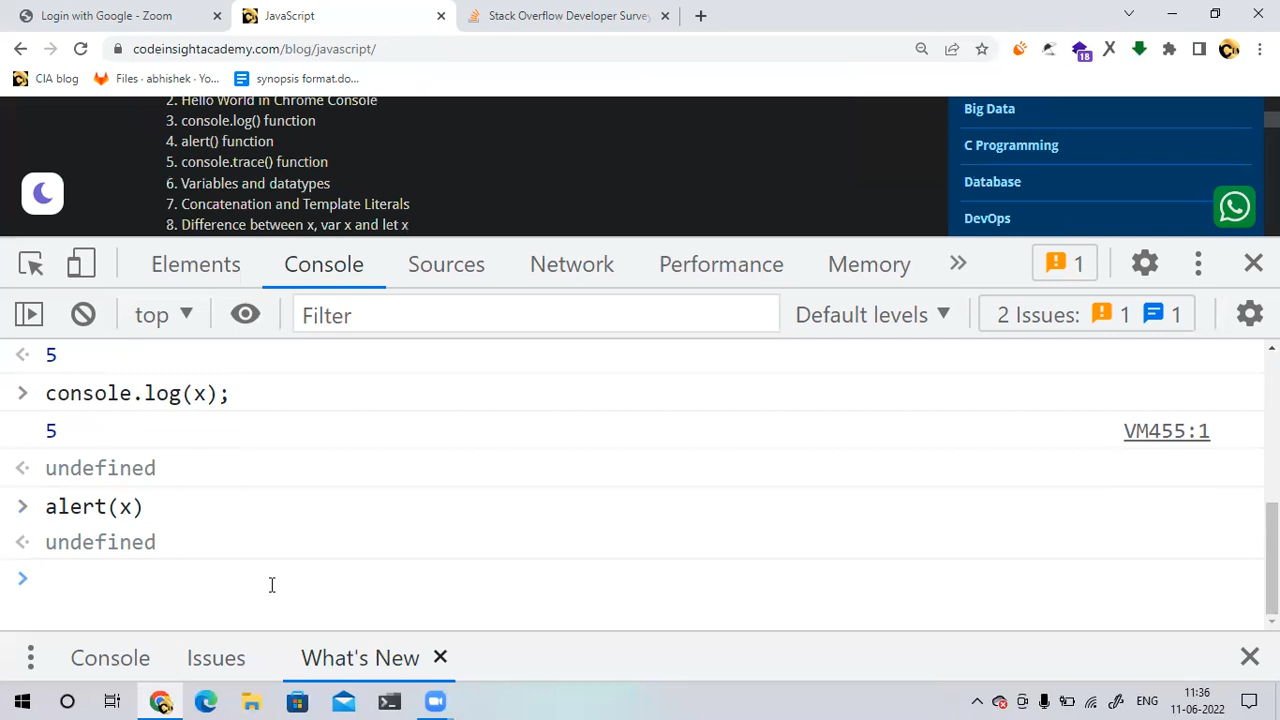 Login with Google - Zoom
JavaScript
Stack Overflow Developer Survey
codeinsightacademy.com/blog/javascript/
18
CIA blog
Files · abhishek · Yo...
synopsis format.do...
2. Hello World in Chrome Console
3. console.log() function
4. alert() function
5. console.trace() function
6. Variables and datatypes
7. Concatenation and Template Literals
8. Difference between x, var x and let x
Big Data
C Programming
Database
DevOps
Elements
Console
Sources
Network
Performance
Memory
1
top
Filter
Default levels
2 Issues: 1 1
5
console.log(x);
5
VM455:1
undefined
alert(x)
undefined
Console
Issues
What's New
ENG
11:36
11-06-2022